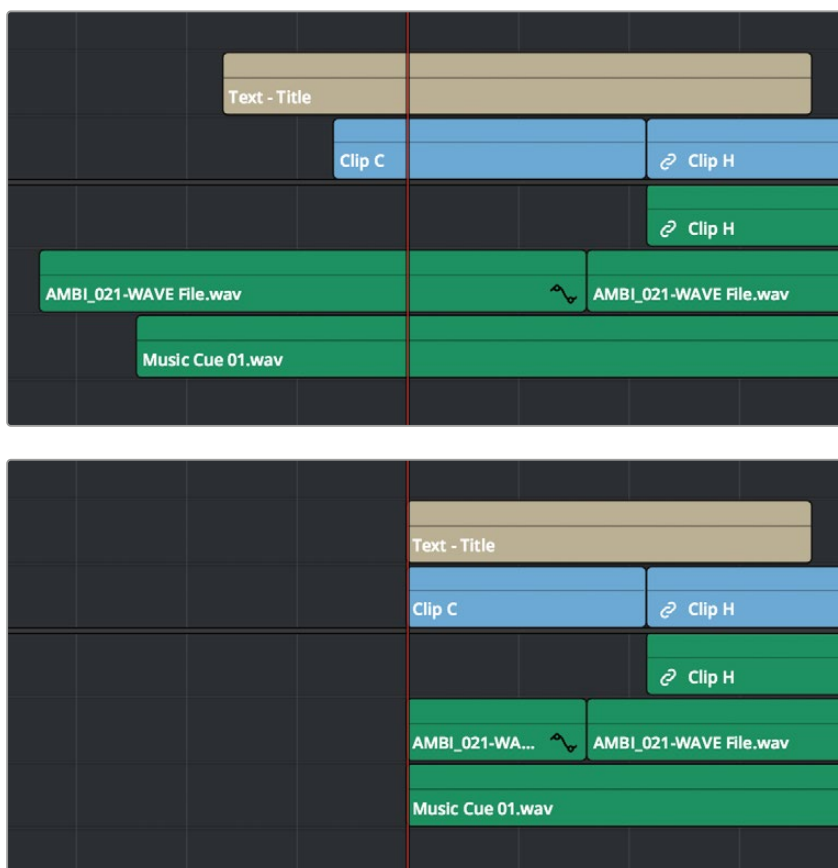 Text - Title
Clip C
Clip H
Clip H
AMBI_021-WAVE File.wav
AMBI_021-WAVE File.wav
Music Cue 01.wav
Text - Title
Clip C
Clip H
Clip H
AMBI_021-WA...
AMBI_021-WAVE File.wav
Music Cue 01.wav